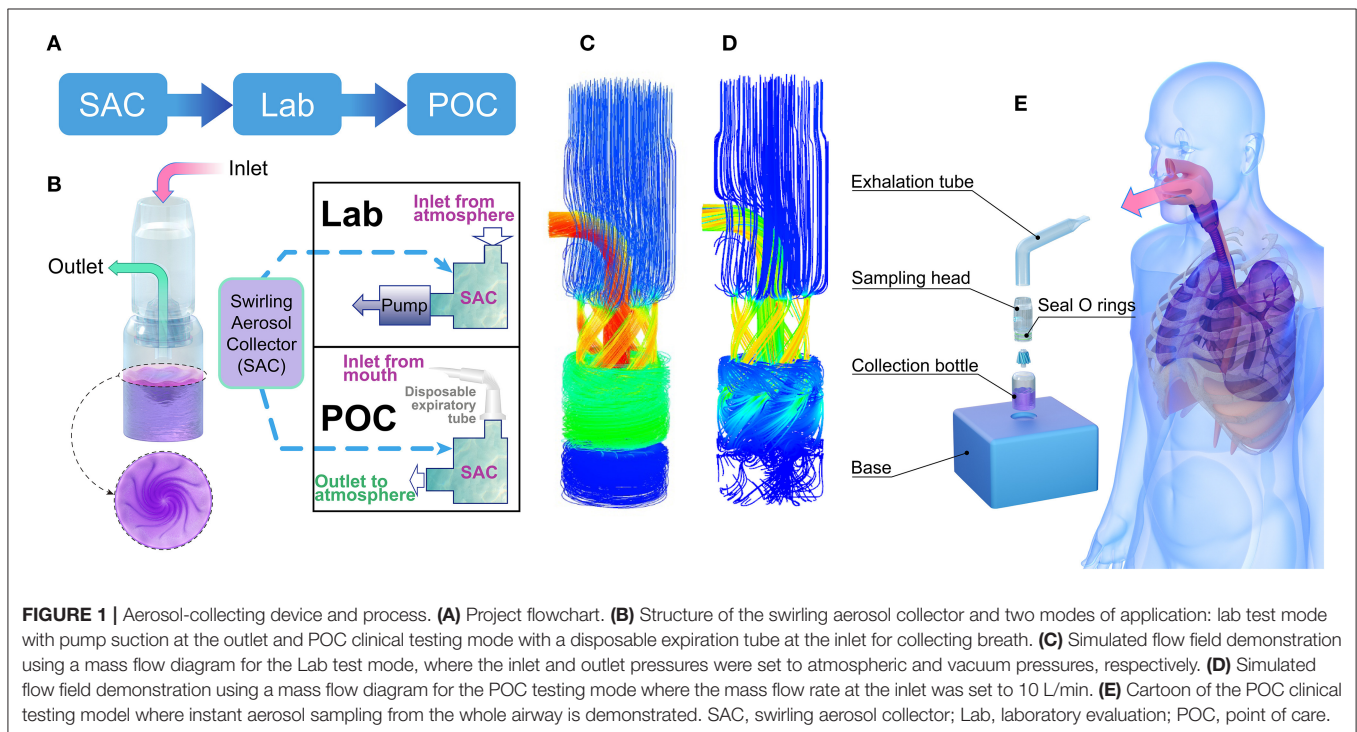 A
SAC
Lab
POC
B
Inlet
Outlet
Swirling
Aerosol
Collector
(SAC)
Lab
Inlet from
atmosphere
Pump
SAC
Inlet from
mouth
Disposable
expiratory
tube
POC
SAC
Outlet to
atmosphere
C
D
E
Exhalation tube
Sampling head
Seal O rings
Collection bottle
Base
FIGURE 1 | Aerosol-collecting device and process. (A) Project flowchart. (B) Structure of the swirling aerosol collector and two modes of application: lab test mode
with pump suction at the outlet and POC clinical testing mode with a disposable expiration tube at the inlet for collecting breath. (C) Simulated flow field demonstration
using a mass flow diagram for the Lab test mode, where the inlet and outlet pressures were set to atmospheric and vacuum pressures, respectively. (D) Simulated
flow field demonstration using a mass flow diagram for the POC testing mode where the mass flow rate at the inlet was set to 10 L/min. (E) Cartoon of the POC clinical
testing model where instant aerosol sampling from the whole airway is demonstrated. SAC, swirling aerosol collector; Lab, laboratory evaluation; POC, point of care.